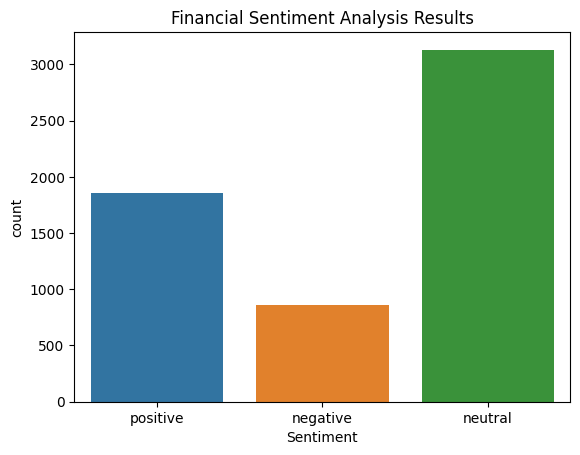 Financial Sentiment Analysis Results
3000
2500
2000
1500
1000
500
0
count
positive negative neutral
Sentiment